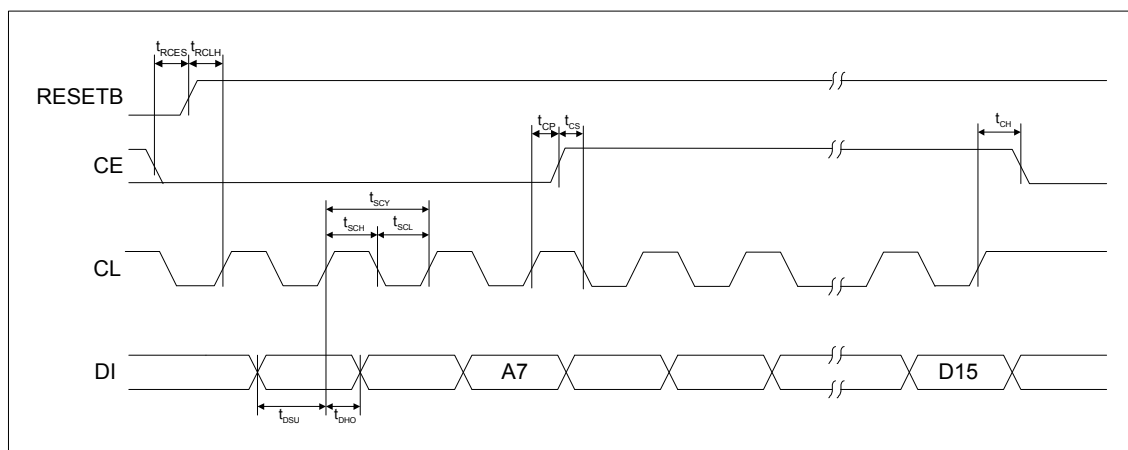 tRCES tRCLH
RESETB
tCP tCS
tCH
CE
tSCY
tSCH tSCL
CL
DI
A7
D15
tDSU tDHO